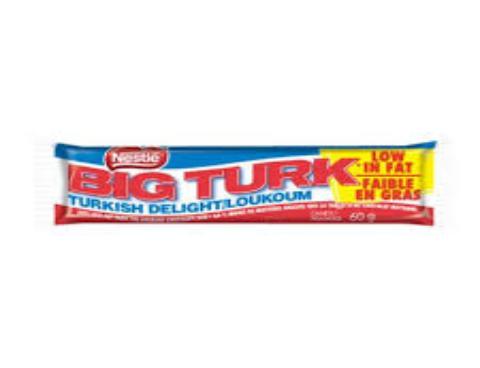 Nestlé
BIG TURK
TURKISH DELIGHT/LOUKOUM
LOW
IN FAT
FAIBLE
EN GRAS
60 g